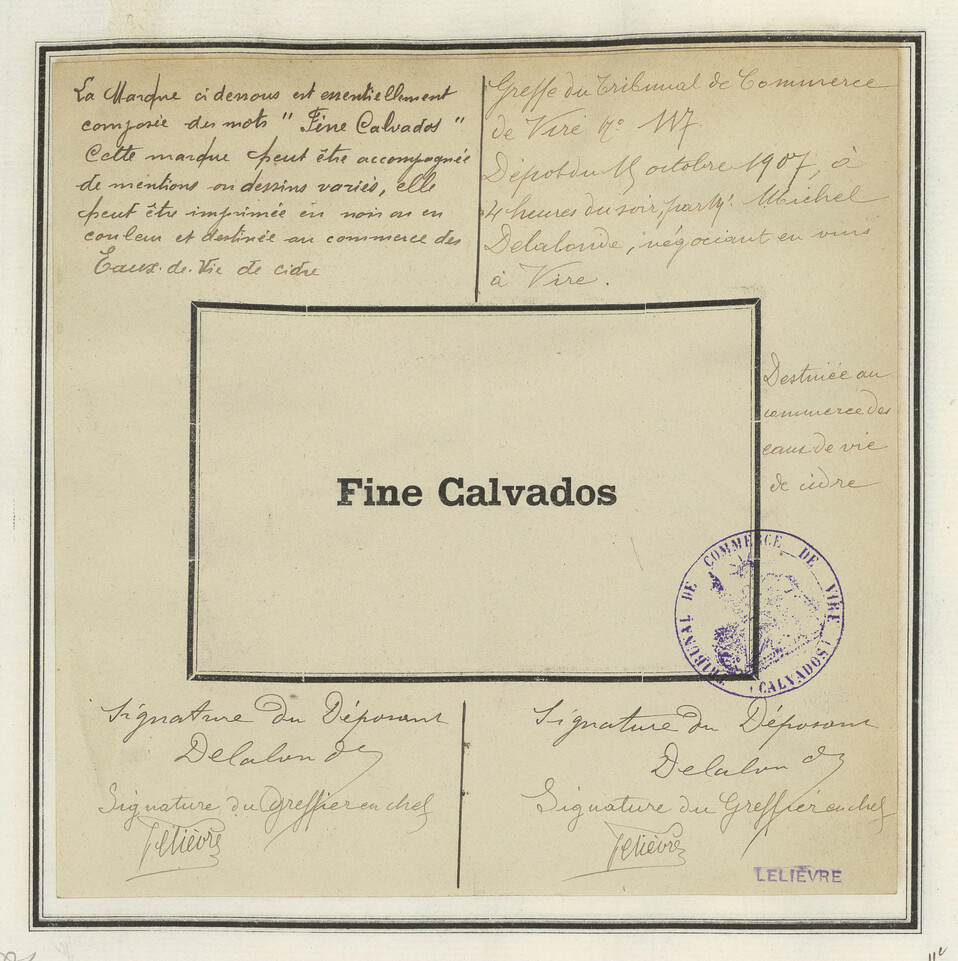 La Marque ci dessous est essentiellement
composée des mots " Fine Calvados "
Cette marque peut être accompagnée
de mentions ou dessins variés, elle
peut être imprimée en noir ou en
couleur et destinée au commerce des
Eaux-de-Vie de cidre
Greffe du Tribunal de Commerce
de Vire Nº 117
Dépôt du 15 octobre 1907, à
4 heures du soir, par Mr. Michel
Delalonde, négociant en vins
à Vire.
Fine Calvados
Destinée au
commerce des
eaux de vie
de cidre
TRIBUNAL DE COMMERCE DE VIRE
(CALVADOS)
Signature du Déposant
Delalonde
Signature du Greffier en chef
Lelièvre
Signature du Déposant
Delalonde
Signature du Greffier en chef
Lelièvre
LELIÈVRE